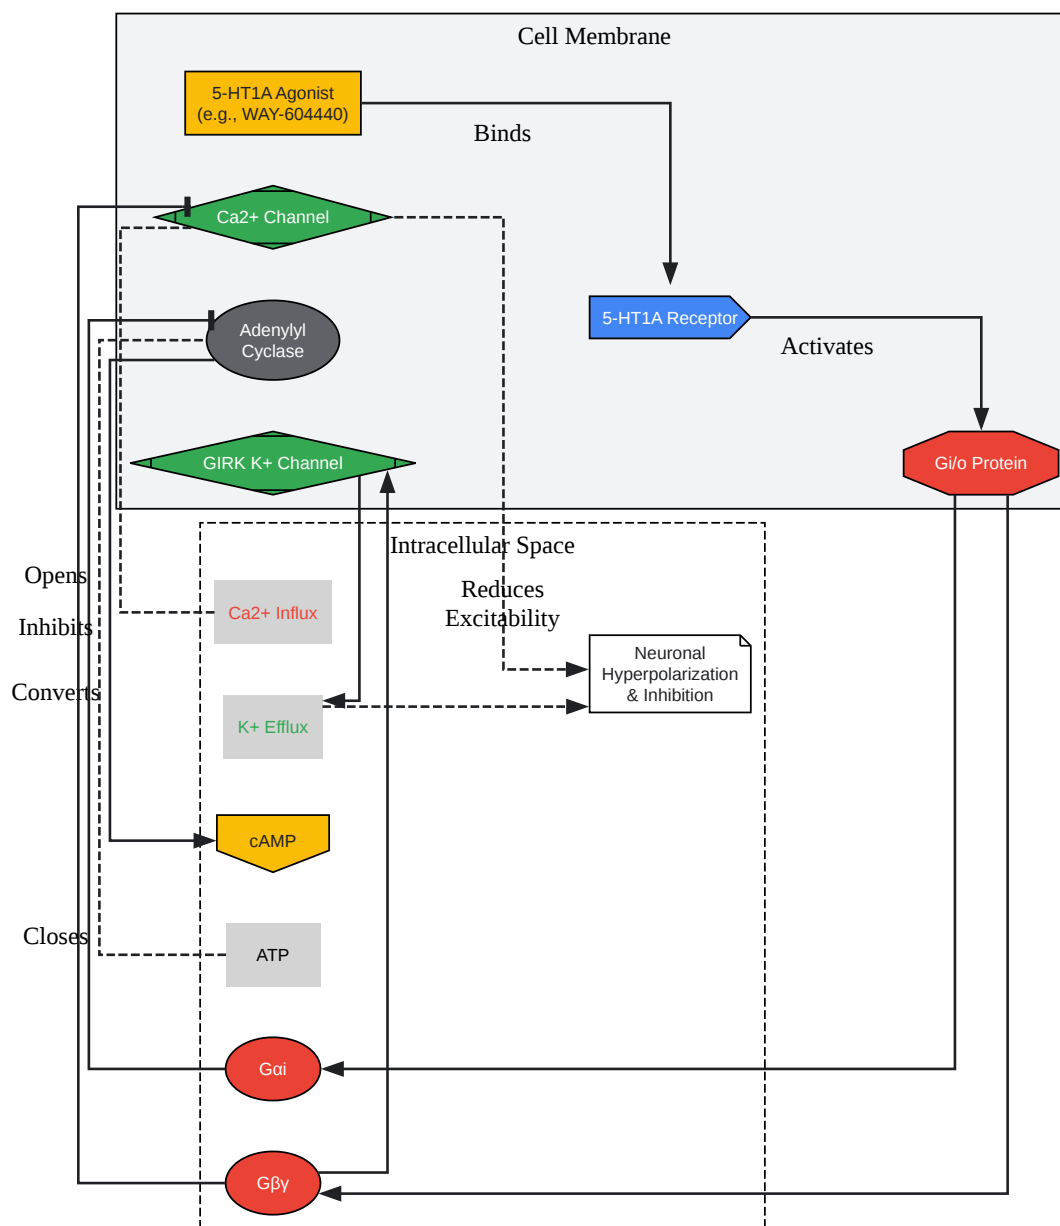 Cell Membrane
5-HT1A Agonist
(e.g., WAY-604440)
Binds
Ca2+ Channel
5-HT1A Receptor
Adenylyl
Cyclase
Activates
GIRK K+ Channel
Gi/o Protein
Intracellular Space
Opens
Reduces
Excitability
Ca2+ Influx
Inhibits
Neuronal
Hyperpolarization
& Inhibition
Converts
K+ Efflux
cAMP
Closes
ATP
Gαi
Gβγ